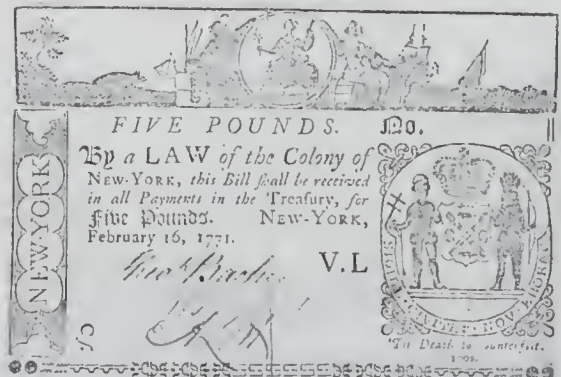 FIVE POUNDS. No.
By a LAW of the Colony of
NEW-YORK, this Bill ſhall be received
in all Payments in the Treaſury, for
Five Pounds. NEW-YORK,
February 16, 1771.
V.L
NEW-YORK
'Tis Death to counterfeit.